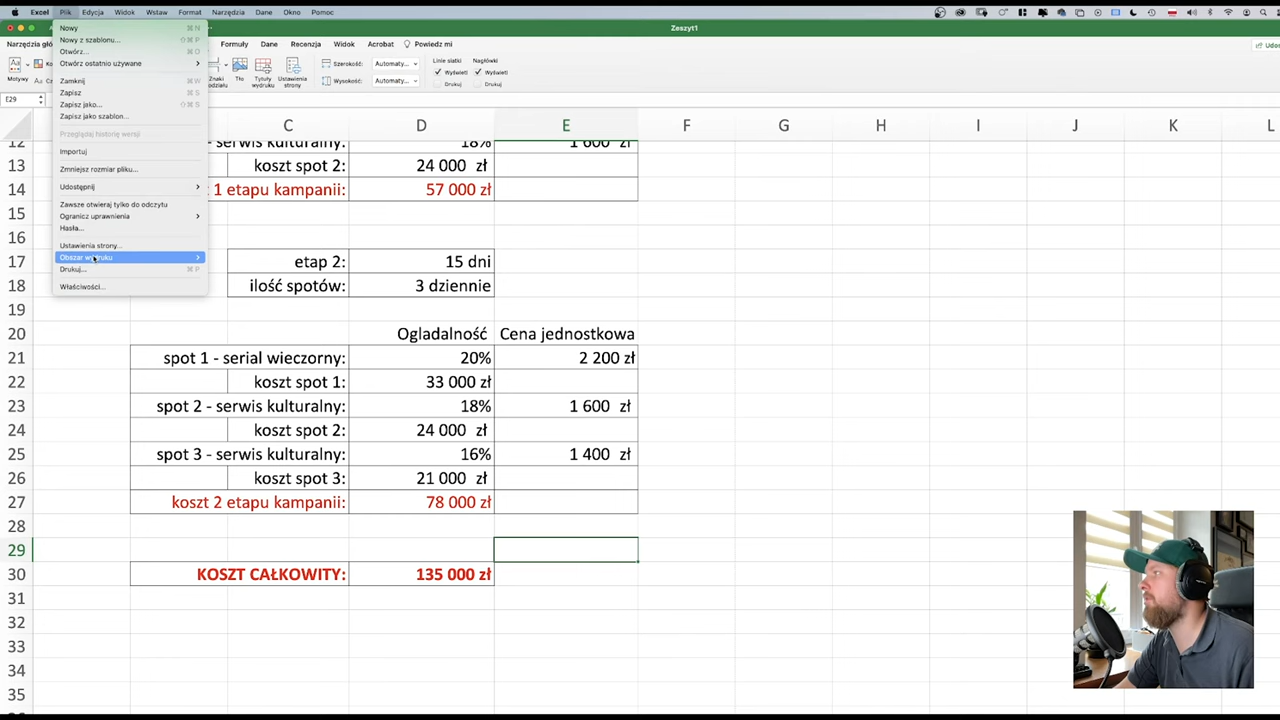 Excel Plik Edycja Widok Wstaw Format Narzędzia Dane Okno Pomoc
Zeszyt1
Formuły Dane Recenzja Widok Acrobat Powiedz mi
Motywy
Tło Tytuły wydruku Ustawienia strony
Szerokość: Automaty...
Wysokość: Automaty...
Linie siatki Nagłówki
Wyświetl Wyświetl
Drukuj Drukuj
E29
Nowy ⌘N
Nowy z szablonu... ⇧⌘P
Otwórz... ⌘O
Otwórz ostatnio używane
Zamknij ⌘W
Zapisz ⌘S
Zapisz jako... ⇧⌘S
Zapisz jako szablon...
Przeglądaj historię wersji
Importuj
Zmniejsz rozmiar pliku...
Udostępnij
Zawsze otwieraj tylko do odczytu
Ogranicz uprawnienia
Hasła...
Ustawienia strony...
Obszar wydruku
Drukuj... ⌘P
Właściwości...
C D E F G H I J K L
12 serwis kulturalny: 18% 1 600 zł
13 koszt spot 2: 24 000 zł
14 1 etapu kampanii: 57 000 zł
15
16
17 etap 2: 15 dni
18 ilość spotów: 3 dziennie
19
20 Ogladalność Cena jednostkowa
21 spot 1 - serial wieczorny: 20% 2 200 zł
22 koszt spot 1: 33 000 zł
23 spot 2 - serwis kulturalny: 18% 1 600 zł
24 koszt spot 2: 24 000 zł
25 spot 3 - serwis kulturalny: 16% 1 400 zł
26 koszt spot 3: 21 000 zł
27 koszt 2 etapu kampanii: 78 000 zł
28
29
30 KOSZT CAŁKOWITY: 135 000 zł
31
32
33
34
35